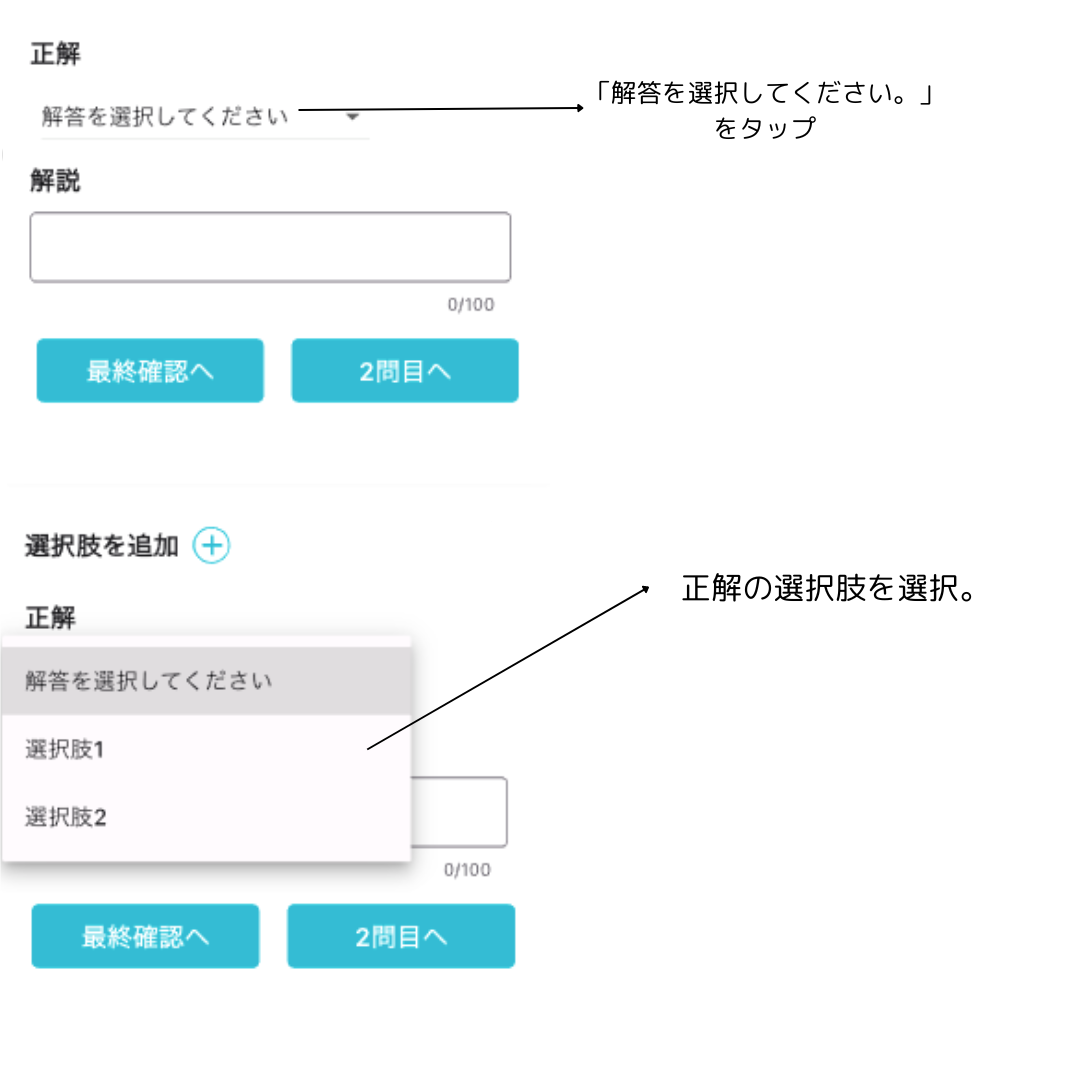 正解
解答を選択してください
「解答を選択してください。」
をタップ
解説
0/100
最終確認へ
2問目へ
選択肢を追加
正解
正解の選択肢を選択。
解答を選択してください
選択肢1
選択肢2
0/100
最終確認へ
2問目へ